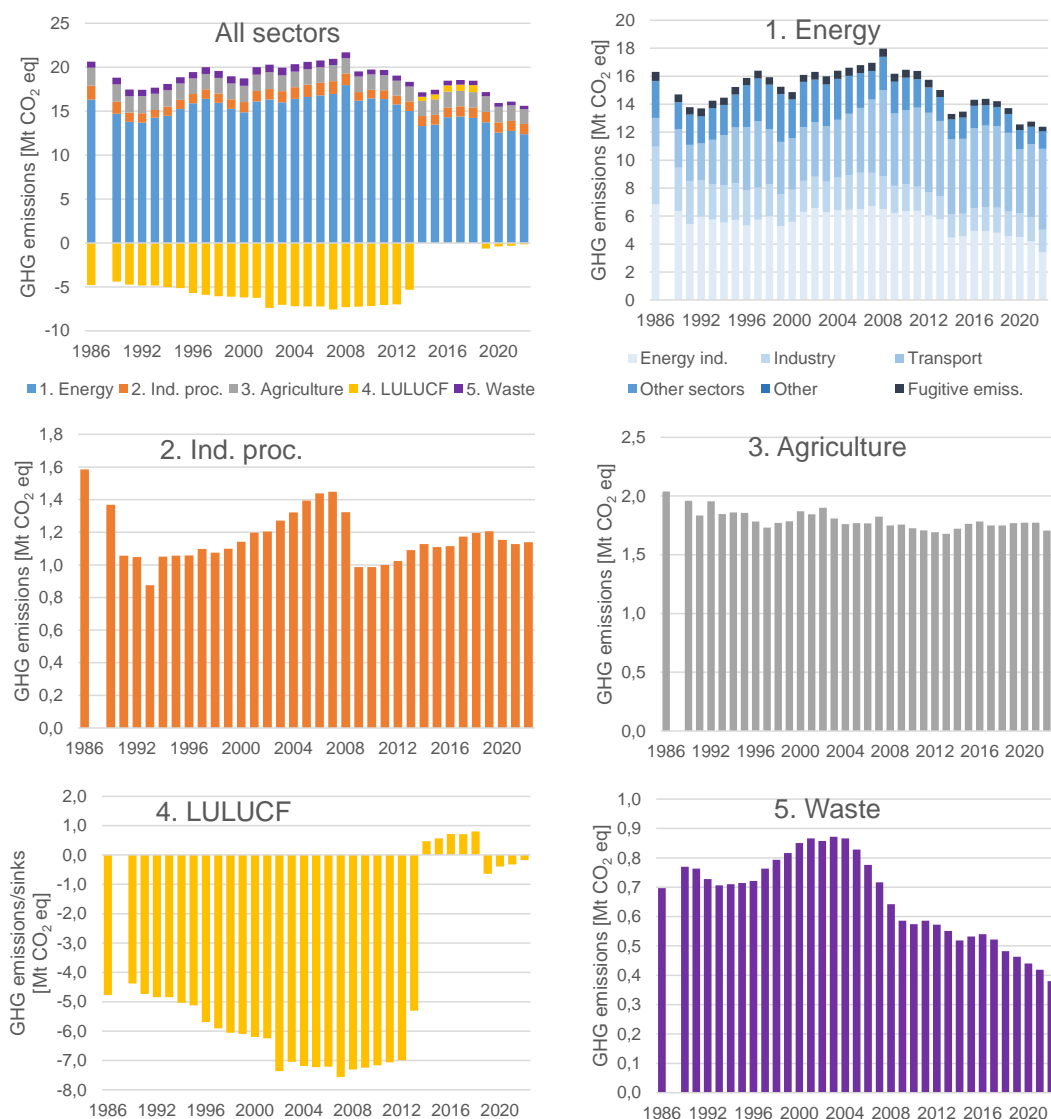 All sectors
GHG emissions [Mt CO₂ eq]
25
20
15
10
5
0
-5
-10
1986 1992 1996 2000 2004 2008 2012 2016 2020
1. Energy 2. Ind. proc. 3. Agriculture 4. LULUCF 5. Waste
1. Energy
GHG emissions [Mt CO₂ eq]
20
18
16
14
12
10
8
6
4
2
0
1986 1992 1996 2000 2004 2008 2012 2016 2020
Energy ind. Industry Transport
Other sectors Other Fugitive emiss.
2. Ind. proc.
GHG emissions [Mt CO₂ eq]
1,8
1,6
1,4
1,2
1,0
0,8
0,6
0,4
0,2
0,0
1986 1992 1996 2000 2004 2008 2012 2016 2020
3. Agriculture
GHG emissions [Mt CO₂ eq]
2,5
2,0
1,5
1,0
0,5
0,0
1986 1992 1996 2000 2004 2008 2012 2016 2020
4. LULUCF
GHG emissions/sinks
[Mt CO₂ eq]
2,0
1,0
0,0
-1,0
-2,0
-3,0
-4,0
-5,0
-6,0
-7,0
-8,0
1986 1992 1996 2000 2004 2008 2012 2016 2020
5. Waste
GHG emissions [Mt CO₂ eq]
1,0
0,9
0,8
0,7
0,6
0,5
0,4
0,3
0,2
0,1
0,0
1986 1992 1996 2000 2004 2008 2012 2016 2020